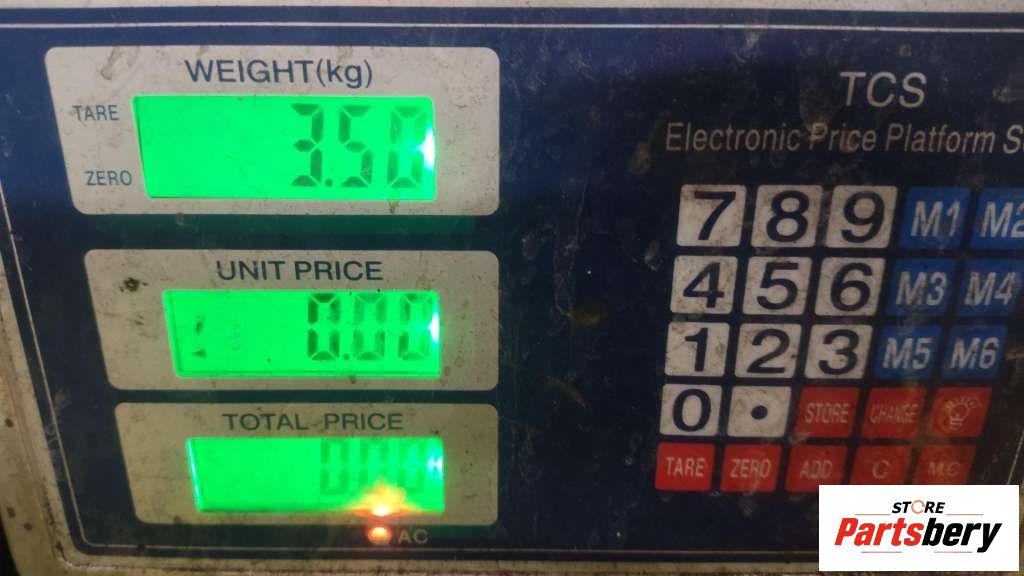 WEIGHT(kg)
TARE
3.50
ZERO
UNIT PRICE
0.00
TOTAL PRICE
0.00
AC
TCS
Electronic Price Platform
7 8 9 M1 M2
4 5 6 M3 M4
1 2 3 M5 M6
0 • STORE CHANGE
TARE ZERO ADD C M.C
STORE
Partsbery